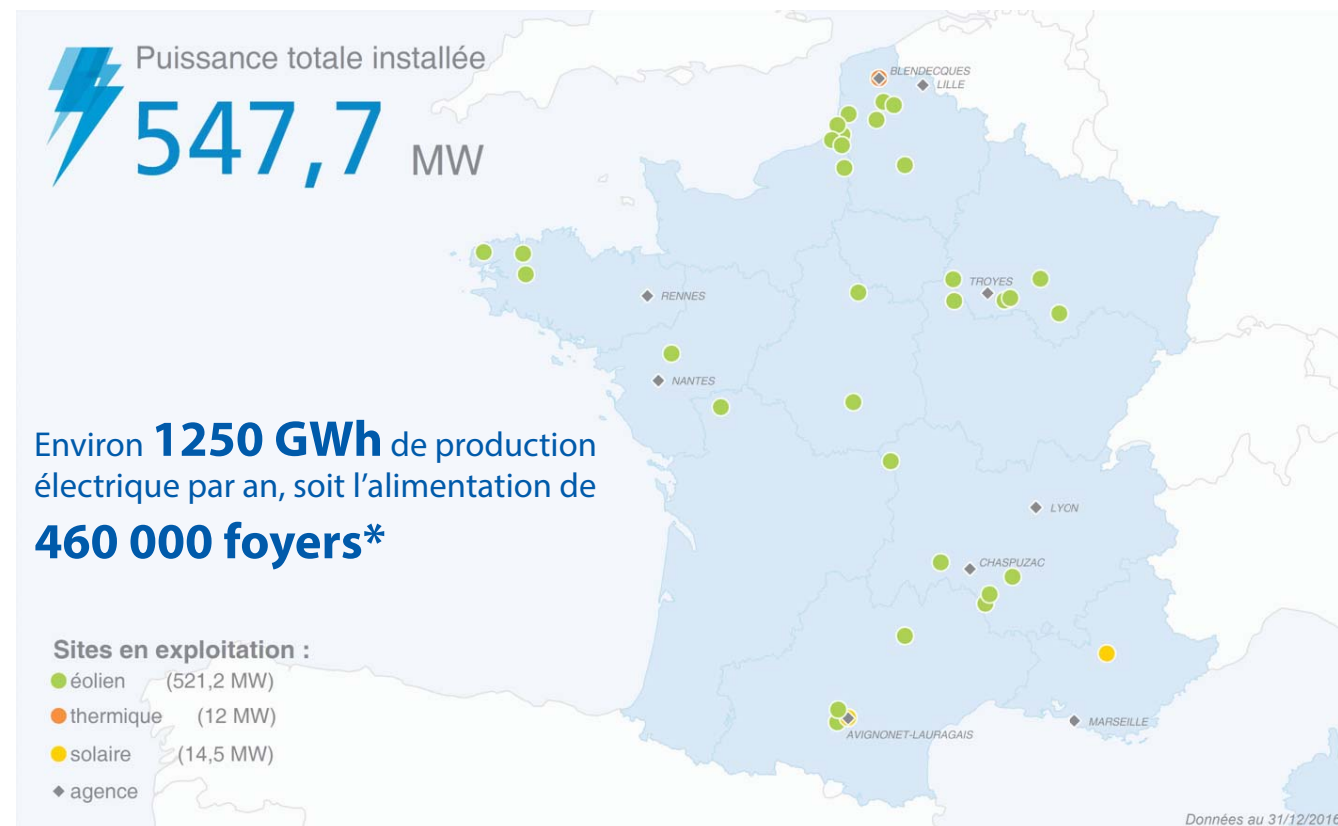 Puissance totale installée
547,7 MW
BLENDECQUES
LILLE
TROYES
RENNES
NANTES
Environ 1250 GWh de production
électrique par an, soit l'alimentation de
460 000 foyers*
LYON
CHASPUZAC
Sites en exploitation :
éolien (521,2 MW)
thermique (12 MW)
solaire (14,5 MW)
agence
MARSEILLE
AVIGNONET-LAURAGAIS
Données au 31/12/2016